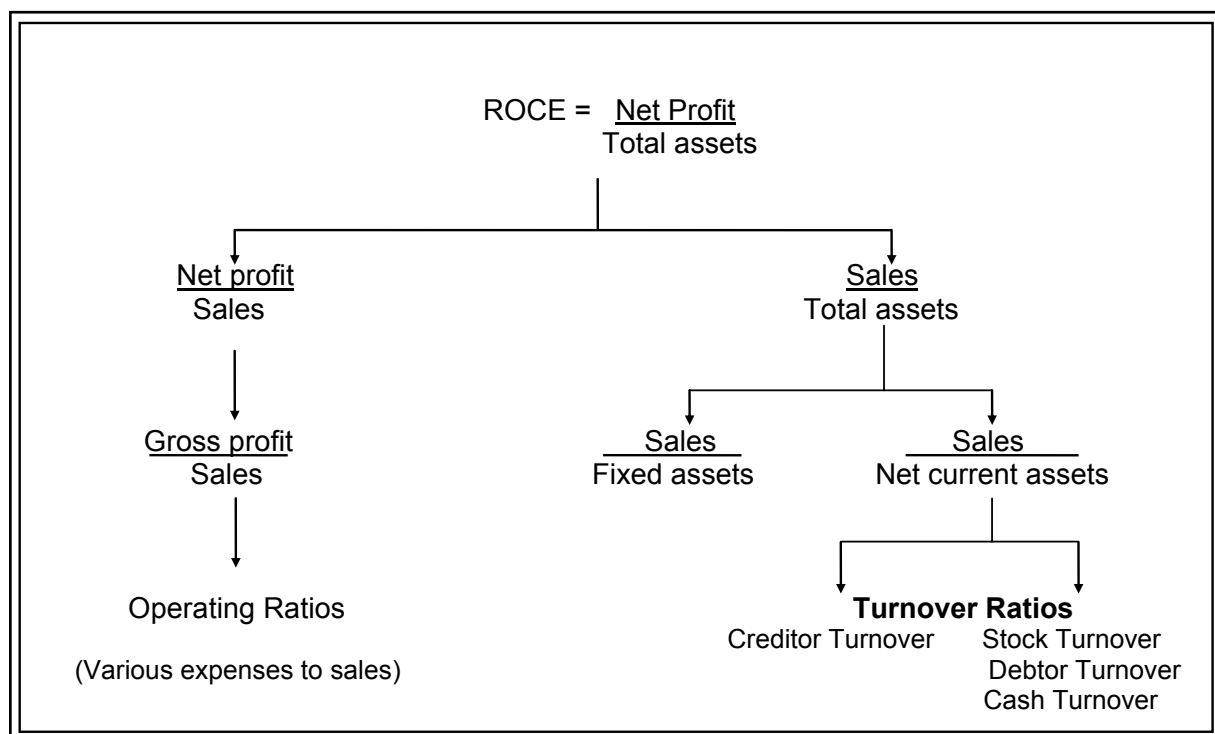 ROCE = Net Profit
Total assets
Net profit
Sales
Sales
Total assets
Gross profit
Sales
Sales
Fixed assets
Sales
Net current assets
Operating Ratios
(Various expenses to sales)
Turnover Ratios
Creditor Turnover Stock Turnover
Debtor Turnover
Cash Turnover